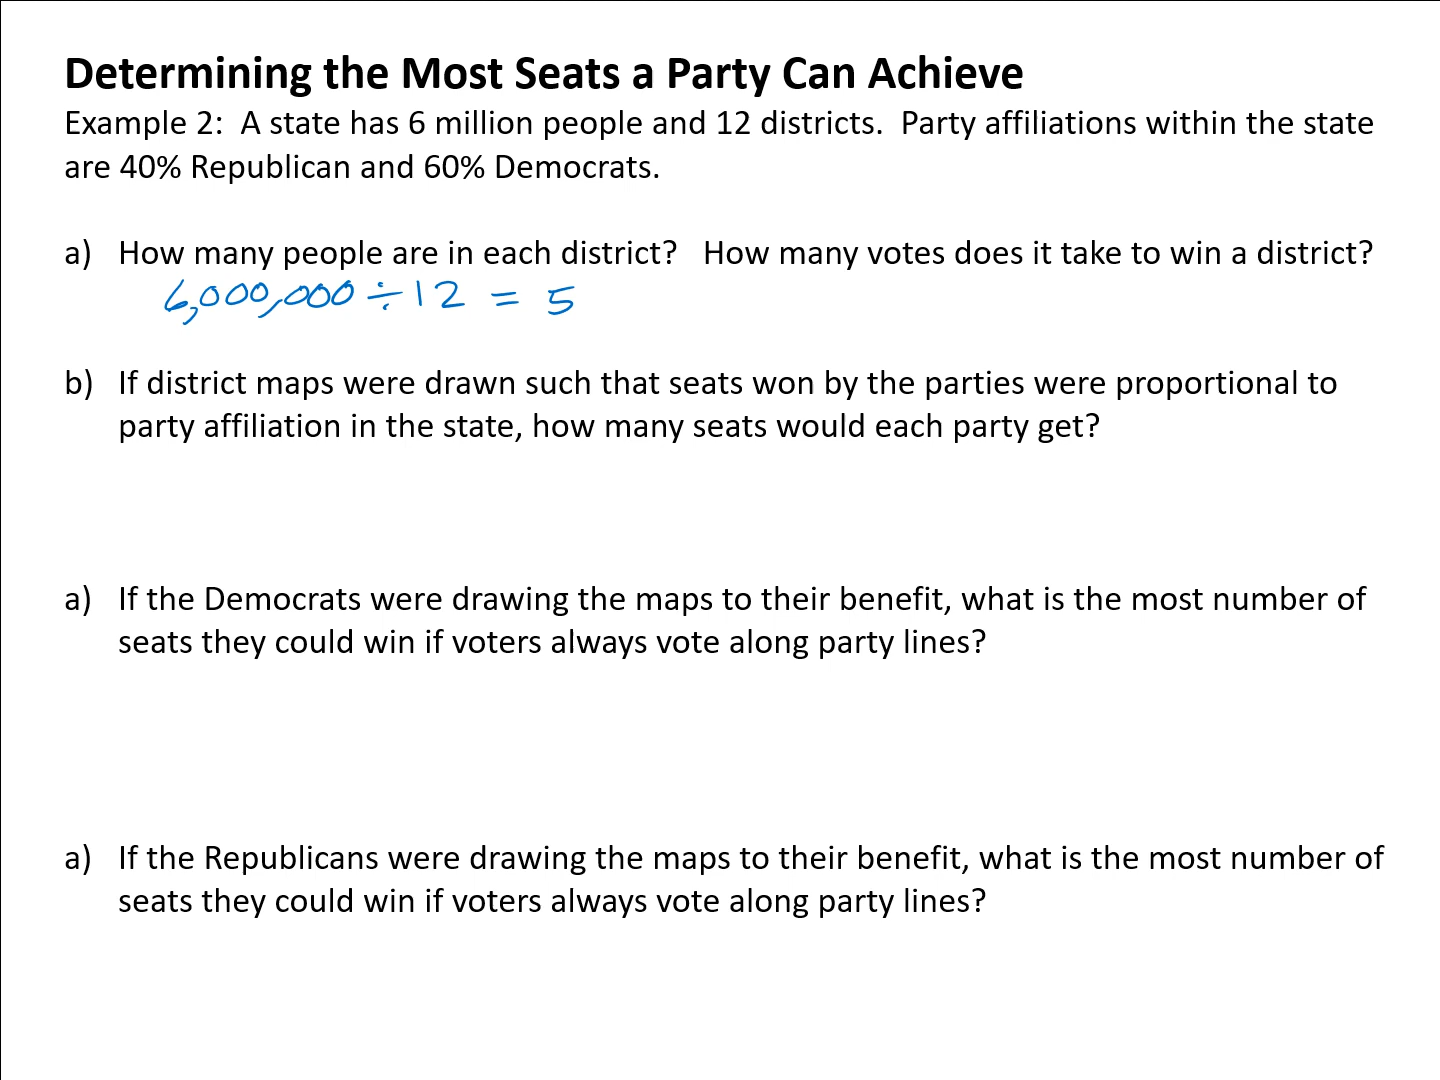 Determining the Most Seats a Party Can Achieve
Example 2: A state has 6 million people and 12 districts. Party affiliations within the state
are 40% Republican and 60% Democrats.
a) How many people are in each district? How many votes does it take to win a district?
6,000,000 ÷ 12 = 5
b) If district maps were drawn such that seats won by the parties were proportional to
party affiliation in the state, how many seats would each party get?
a) If the Democrats were drawing the maps to their benefit, what is the most number of
seats they could win if voters always vote along party lines?
a) If the Republicans were drawing the maps to their benefit, what is the most number of
seats they could win if voters always vote along party lines?